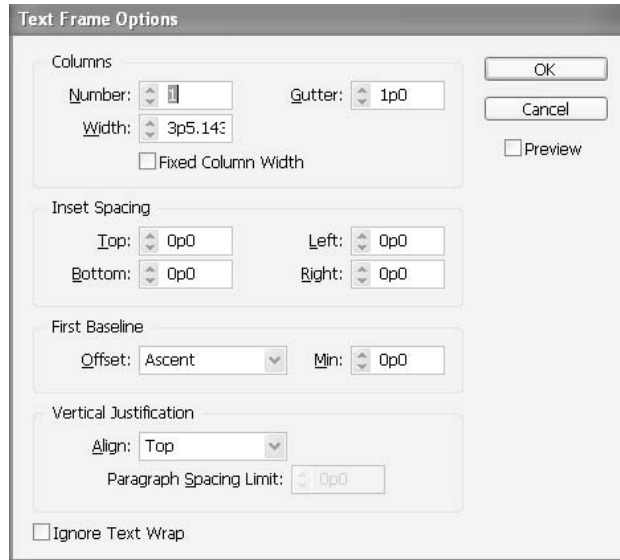 Text Frame Options
Columns
Number: 1 Gutter: 1p0
Width: 3p5.143
Fixed Column Width
OK
Cancel
Preview
Inset Spacing
Top: 0p0 Left: 0p0
Bottom: 0p0 Right: 0p0
First Baseline
Offset: Ascent Min: 0p0
Vertical Justification
Align: Top
Paragraph Spacing Limit: 0p0
Ignore Text Wrap